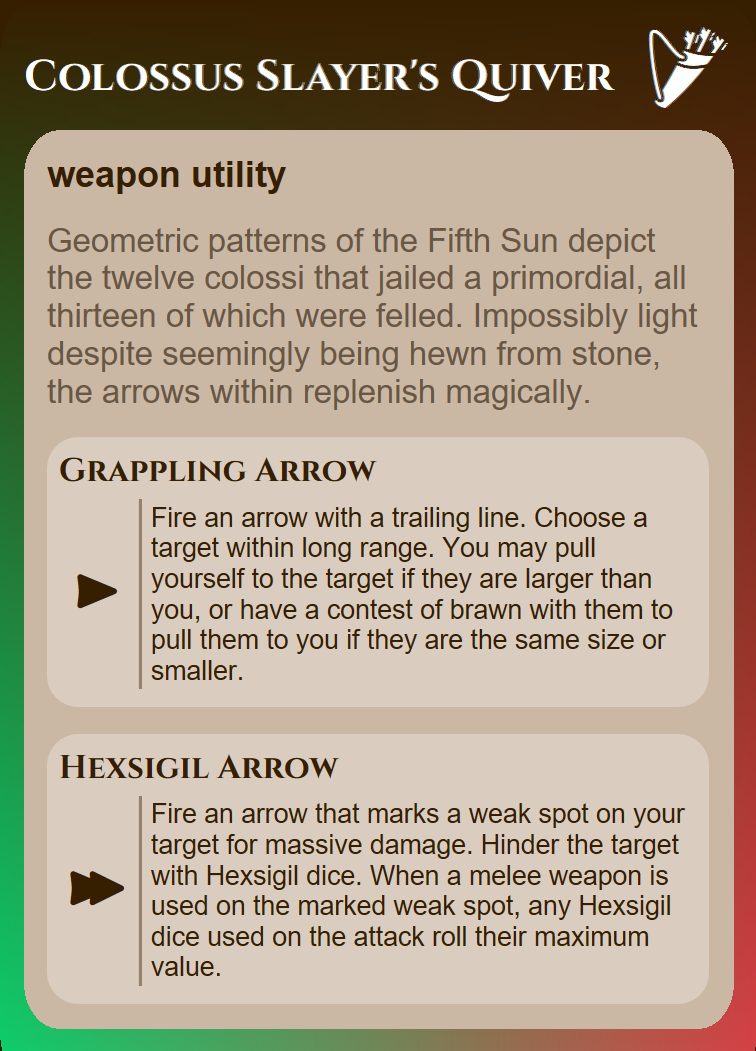 Colossus Slayer's Quiver
weapon utility
Geometric patterns of the Fifth Sun depict
the twelve colossi that jailed a primordial, all
thirteen of which were felled. Impossibly light
despite seemingly being hewn from stone,
the arrows within replenish magically.
Grappling Arrow
Fire an arrow with a trailing line. Choose a
target within long range. You may pull
yourself to the target if they are larger than
you, or have a contest of brawn with them to
pull them to you if they are the same size or
smaller.
Hexsigil Arrow
Fire an arrow that marks a weak spot on your
target for massive damage. Hinder the target
with Hexsigil dice. When a melee weapon is
used on the marked weak spot, any Hexsigil
dice used on the attack roll their maximum
value.